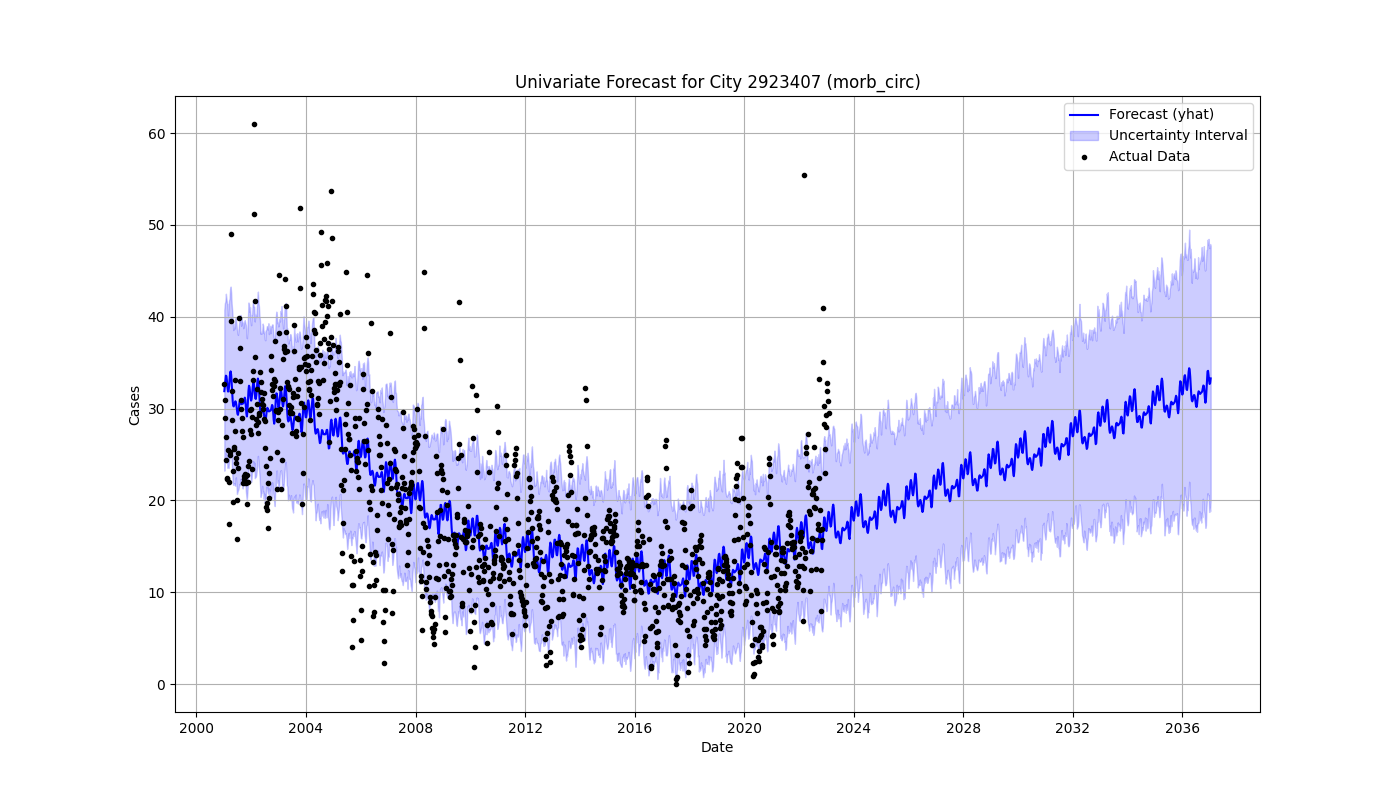 Univariate Forecast for City 2923407 (morb_circ)
Forecast (yhat)
Uncertainty Interval
Actual Data
60
50
40
30
20
10
0
Cases
2000 2004 2008 2012 2016 2020 2024 2028 2032 2036
Date